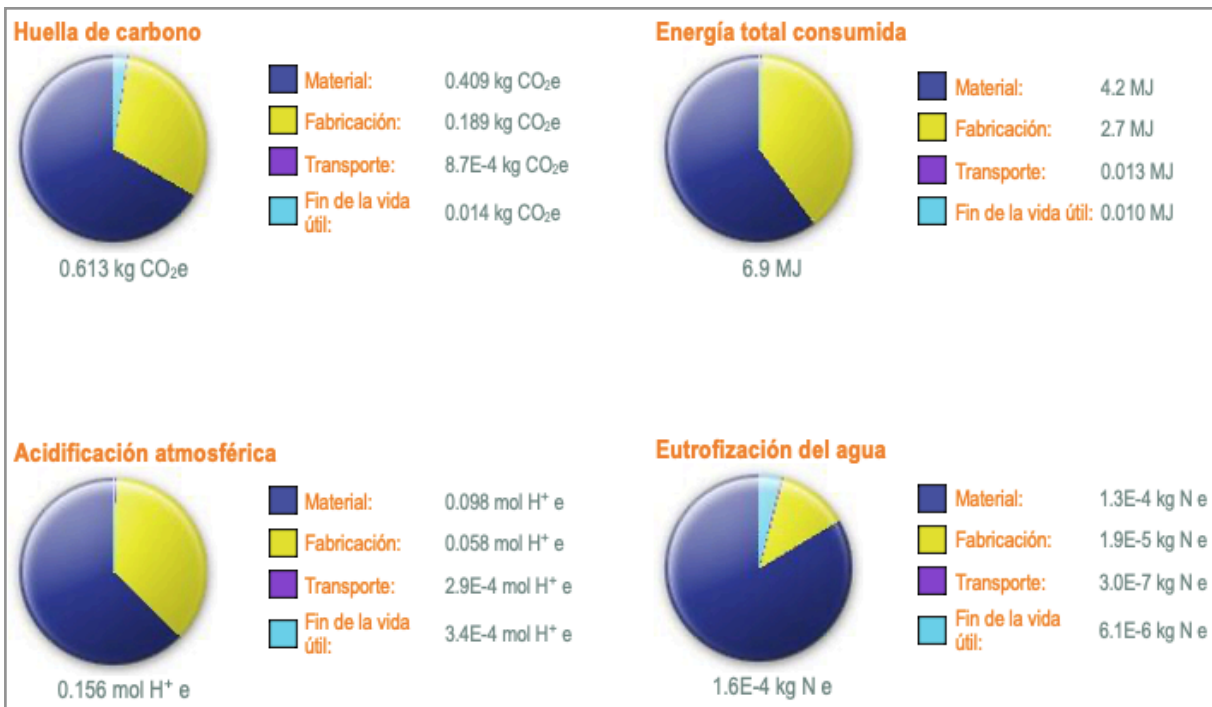 Huella de carbono
Material: 0.409 kg CO₂e
Fabricación: 0.189 kg CO₂e
Transporte: 8.7E-4 kg CO₂e
Fin de la vida
útil: 0.014 kg CO₂e
0.613 kg CO₂e
Energía total consumida
Material: 4.2 MJ
Fabricación: 2.7 MJ
Transporte: 0.013 MJ
Fin de la vida útil: 0.010 MJ
6.9 MJ
Acidificación atmosférica
Material: 0.098 mol H⁺ e
Fabricación: 0.058 mol H⁺ e
Transporte: 2.9E-4 mol H⁺ e
Fin de la vida
útil: 3.4E-4 mol H⁺ e
0.156 mol H⁺ e
Eutrofización del agua
Material: 1.3E-4 kg N e
Fabricación: 1.9E-5 kg N e
Transporte: 3.0E-7 kg N e
Fin de la vida
útil: 6.1E-6 kg N e
1.6E-4 kg N e